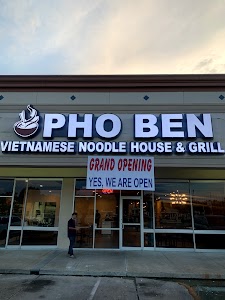 PHO BEN
VIETNAMESE NOODLE HOUSE & GRILL
GRAND OPENING
YES, WE ARE OPEN